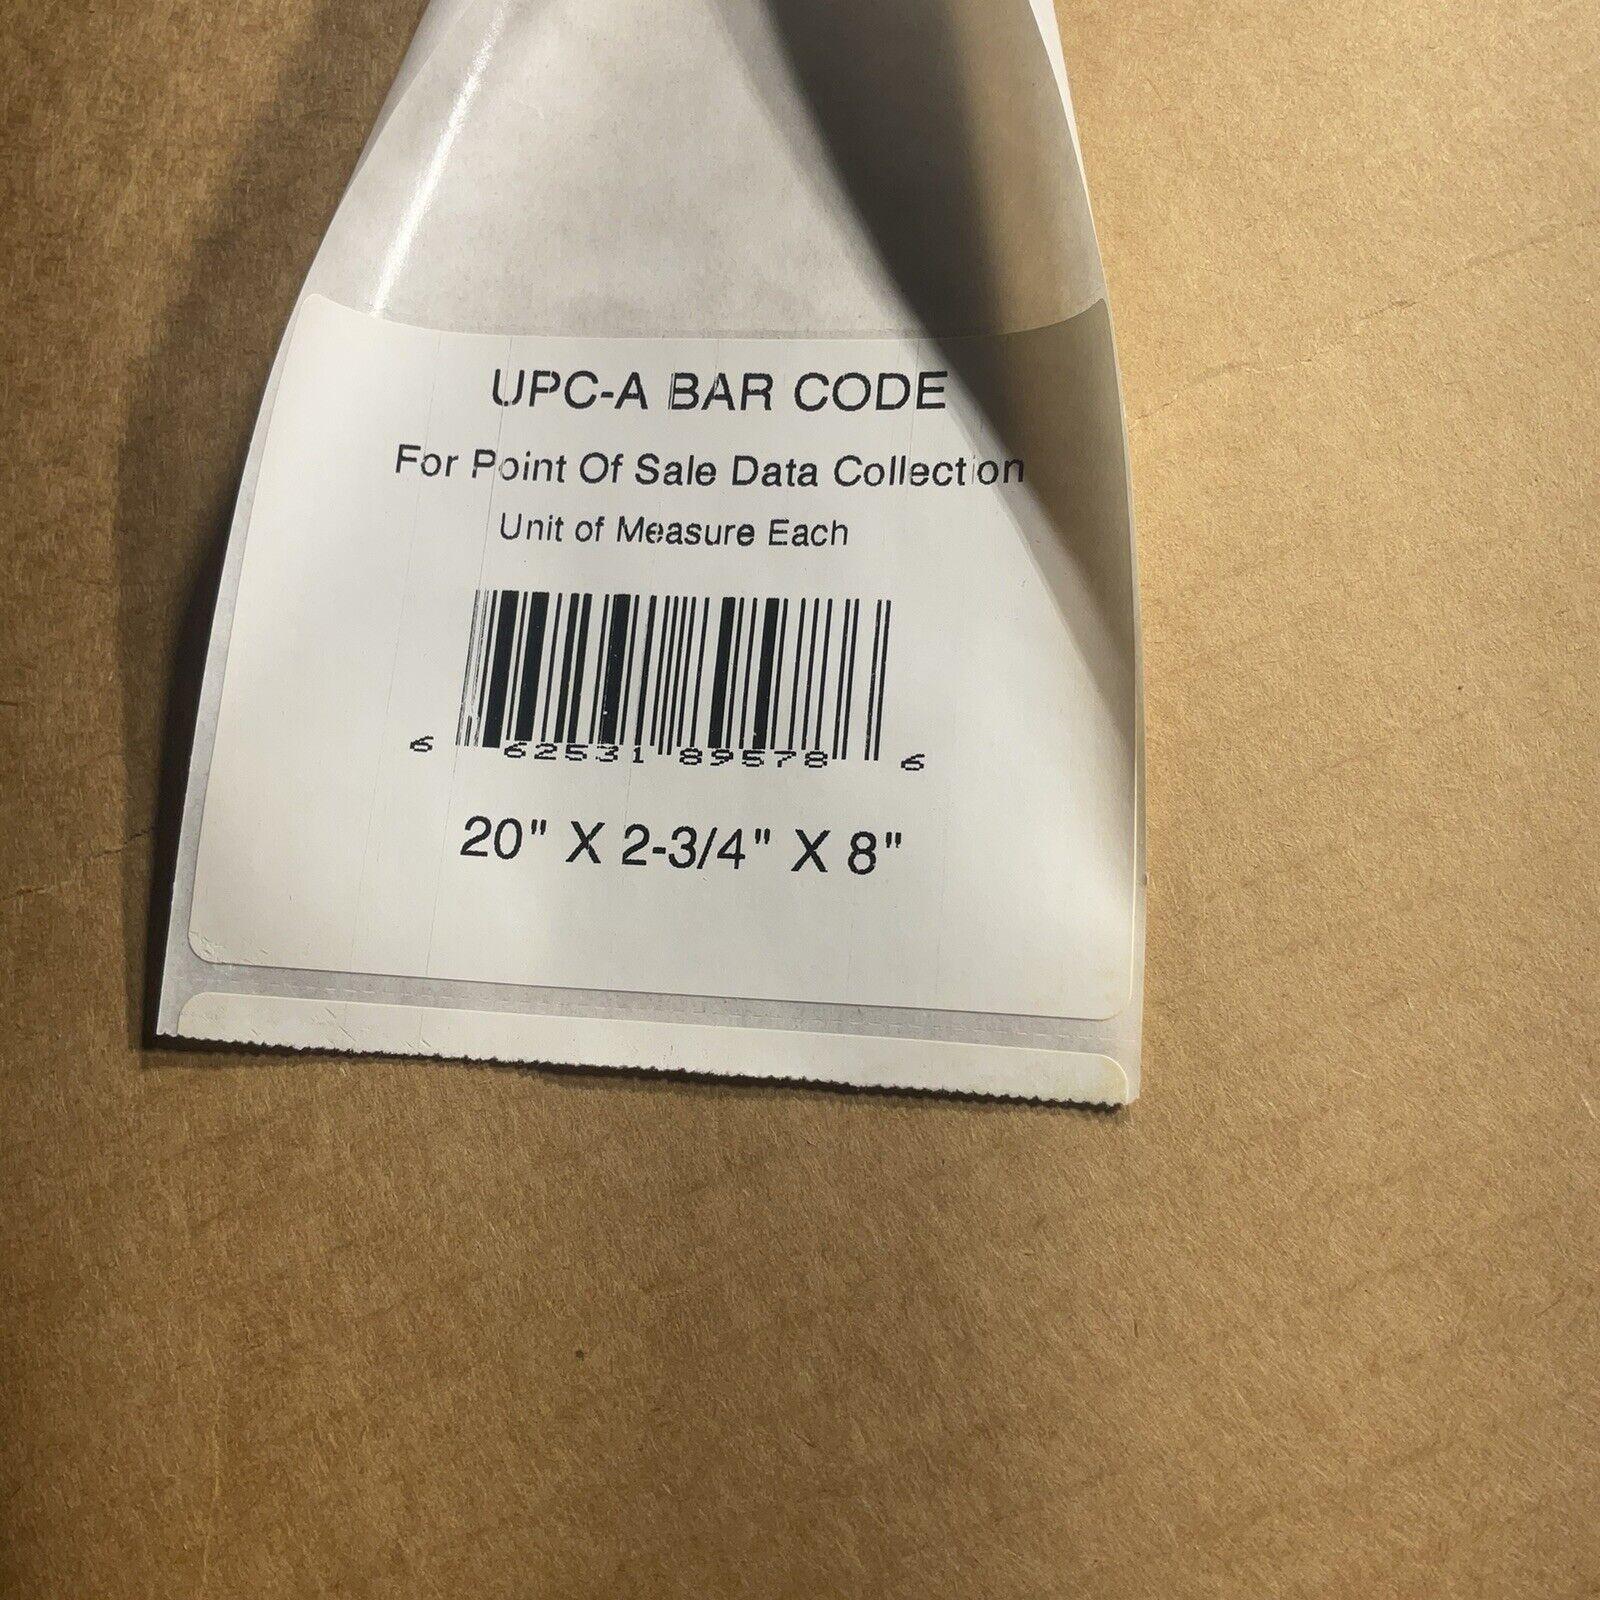 UPC-A BAR CODE
For Point Of Sale Data Collection
Unit of Measure Each
6 62531 89578 6
20" X 2-3/4" X 8"